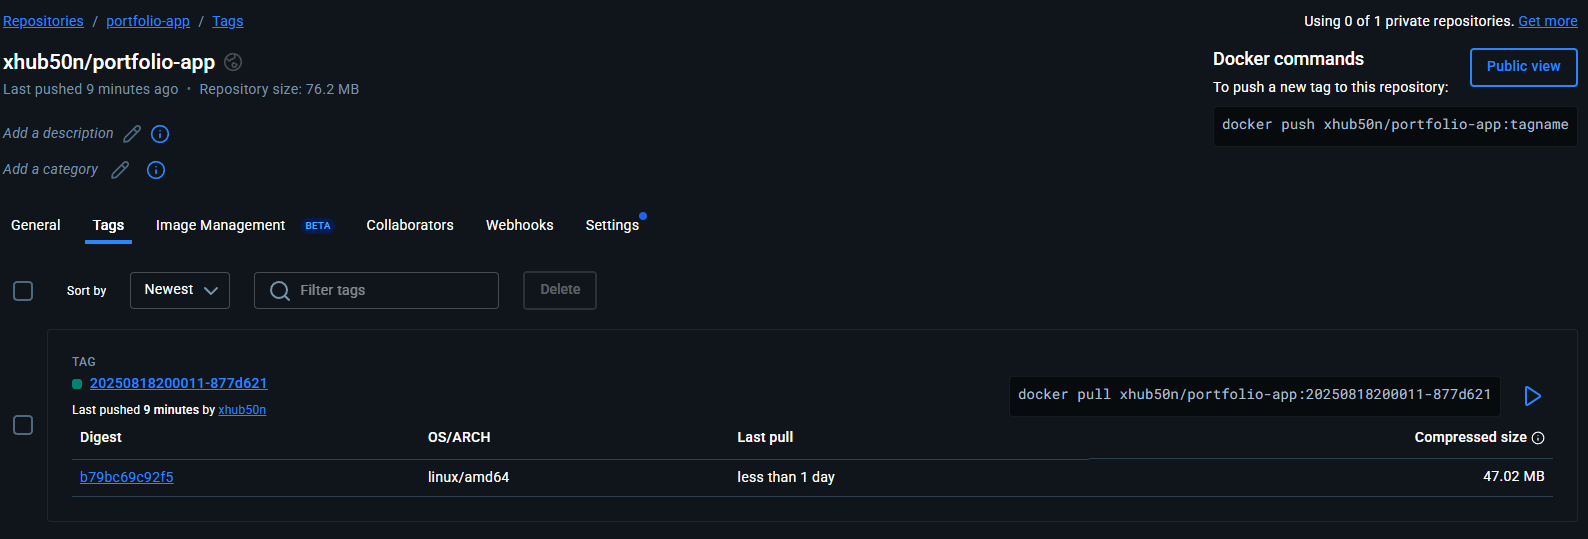 Repositories / portfolio-app / Tags
Using 0 of 1 private repositories. Get more
xhub50n/portfolio-app
Last pushed 9 minutes ago • Repository size: 76.2 MB
Add a description
Add a category
Docker commands
Public view
To push a new tag to this repository:
docker push xhub50n/portfolio-app:tagname
General Tags Image Management BETA Collaborators Webhooks Settings
Sort by Newest Filter tags Delete
TAG
20250818200011-877d621
Last pushed 9 minutes by xhub50n
docker pull xhub50n/portfolio-app:20250818200011-877d621
Digest OS/ARCH Last pull Compressed size
b79bc69c92f5 linux/amd64 less than 1 day 47.02 MB